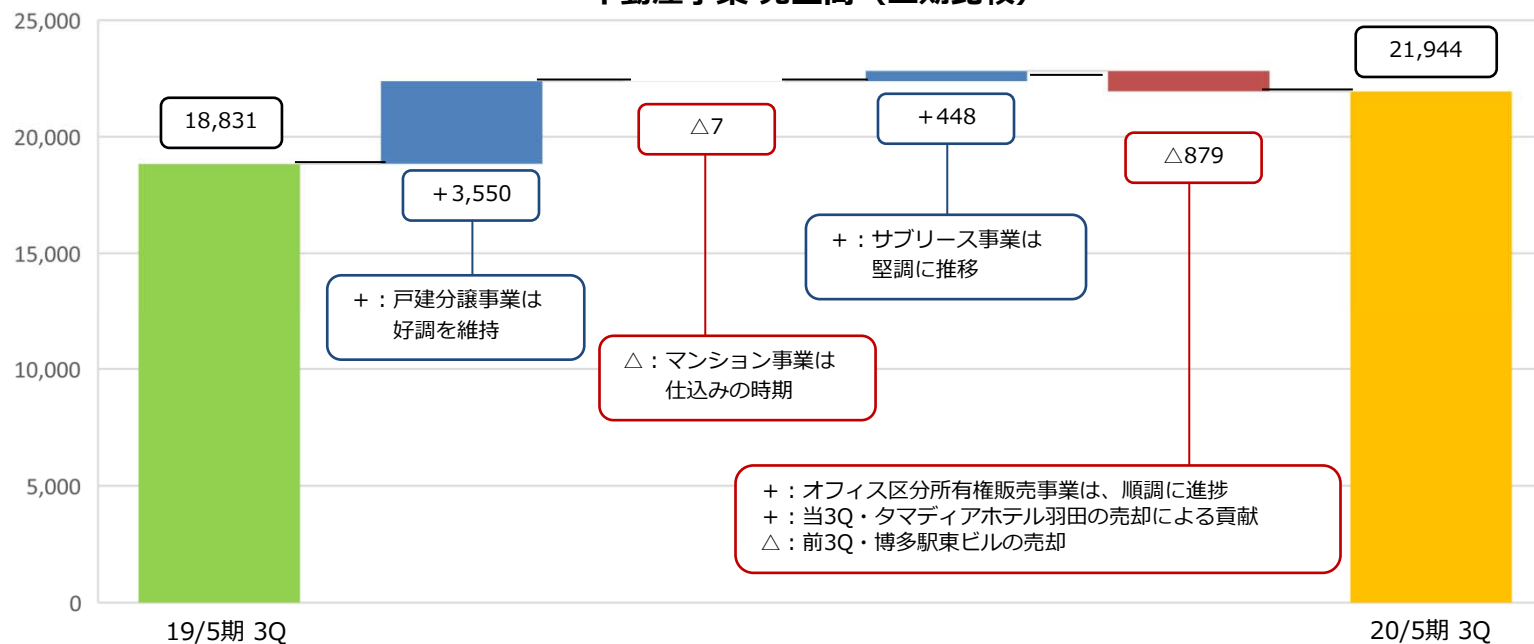 25,000
20,000
15,000
10,000
5,000
0
18,831
+3,550
+:戸建分譲事業は
好調を維持
△7
△:マンション事業は
仕込みの時期
+448
+:サブリース事業は
堅調に推移
△879
+:オフィス区分所有権販売事業は、順調に進捗
+:当3Q・タマディアホテル羽田の売却による貢献
△:前3Q・博多駅東ビルの売却
21,944
19/5期 3Q
20/5期 3Q